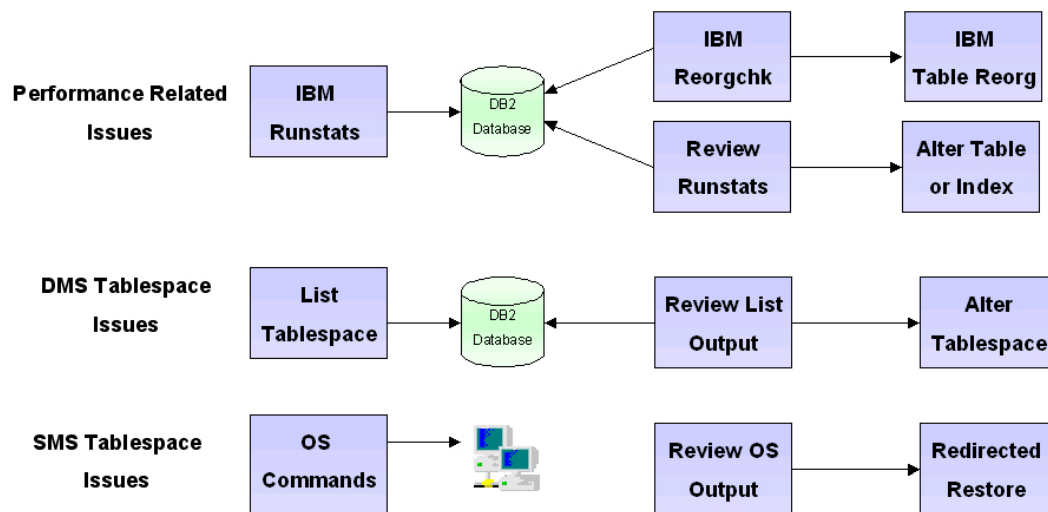 Performance Related
Issues
IBM
Runstats
DB2
Database
IBM
Reorgchk
IBM
Table Reorg
Review
Runstats
Alter Table
or Index
DMS Tablespace
Issues
List
Tablespace
DB2
Database
Review List
Output
Alter
Tablespace
SMS Tablespace
Issues
OS
Commands
Review OS
Output
Redirected
Restore